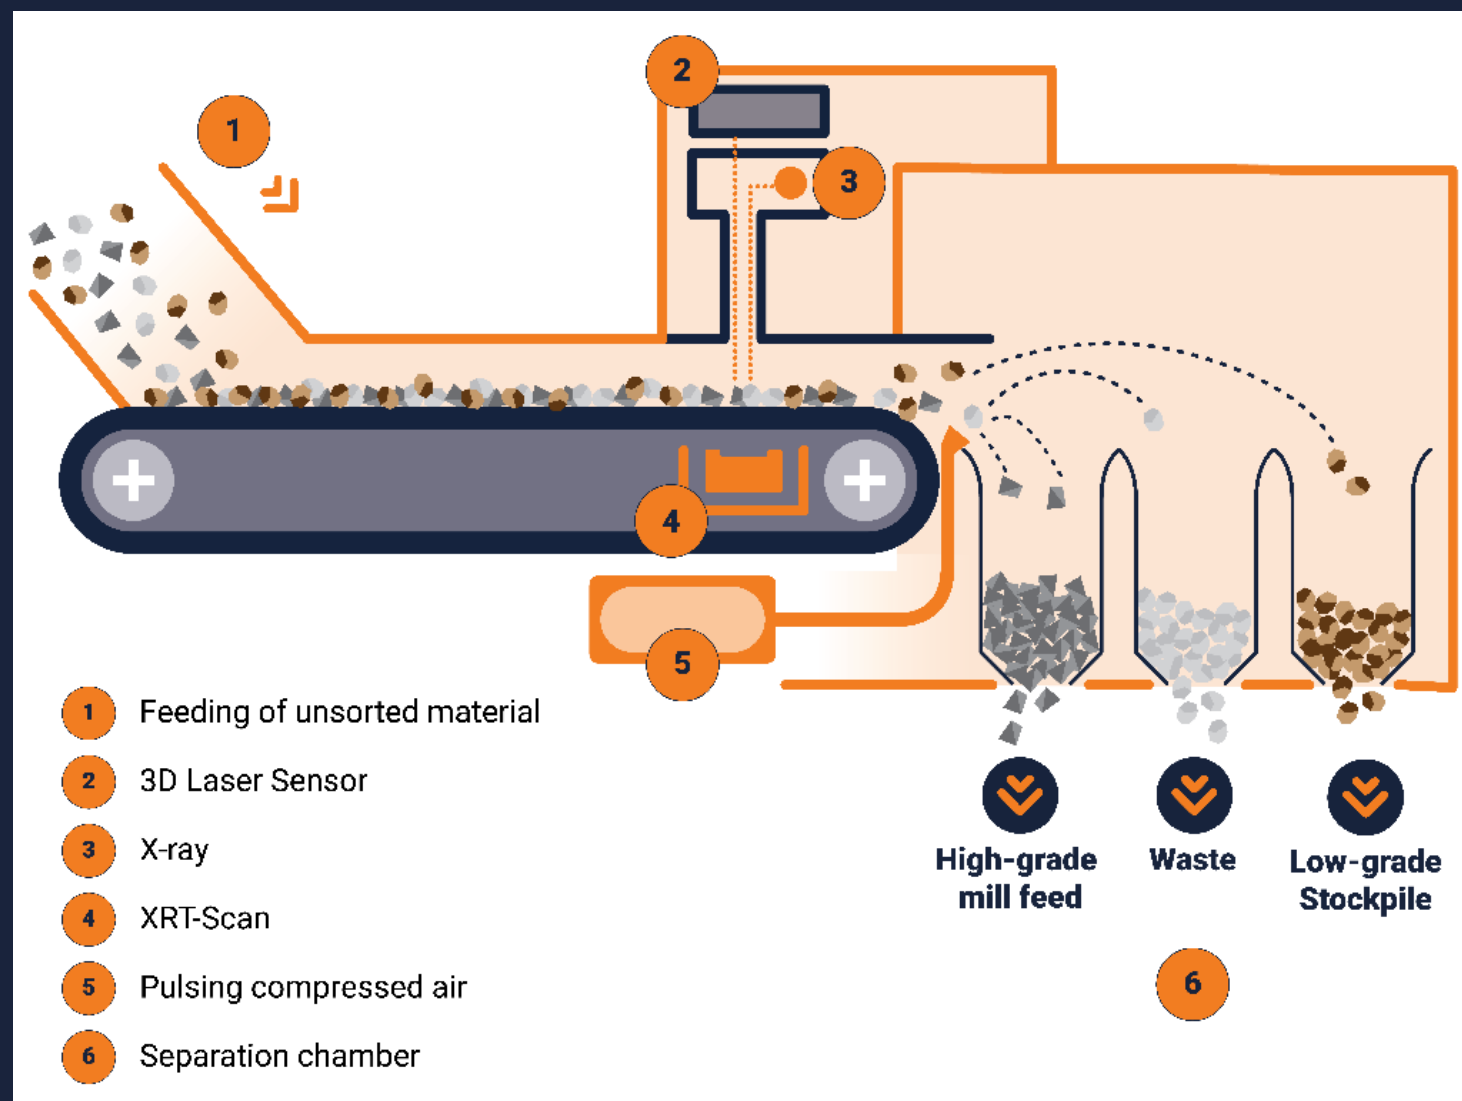 2
1
3
4
5
1 Feeding of unsorted material
2 3D Laser Sensor
3 X-ray
4 XRT-Scan
5 Pulsing compressed air
6 Separation chamber
High-grade
mill feed
Waste
Low-grade
Stockpile
6